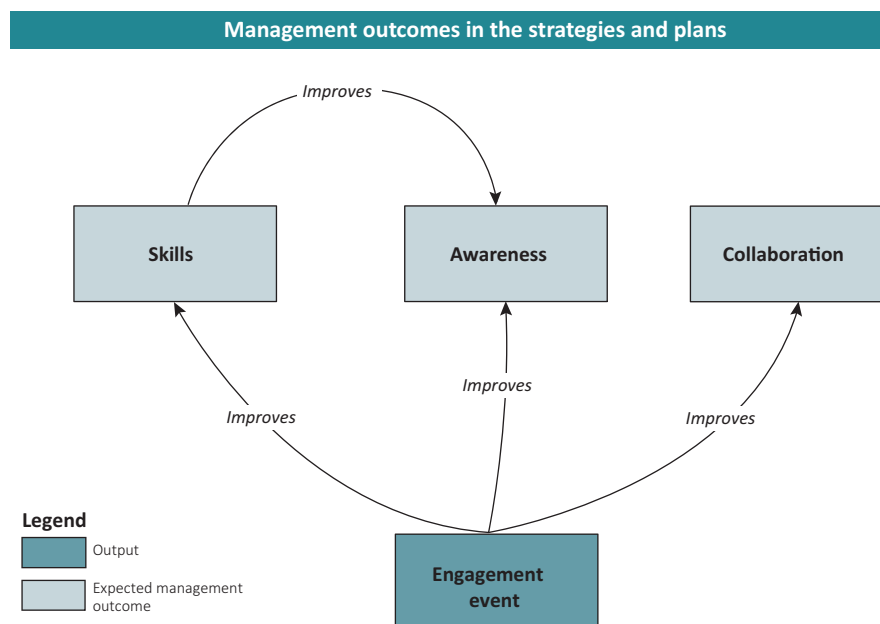 Management outcomes in the strategies and plans
Improves
Skills
Awareness
Collaboration
Improves
Improves
Improves
Legend
Output
Expected management
outcome
Engagement
event